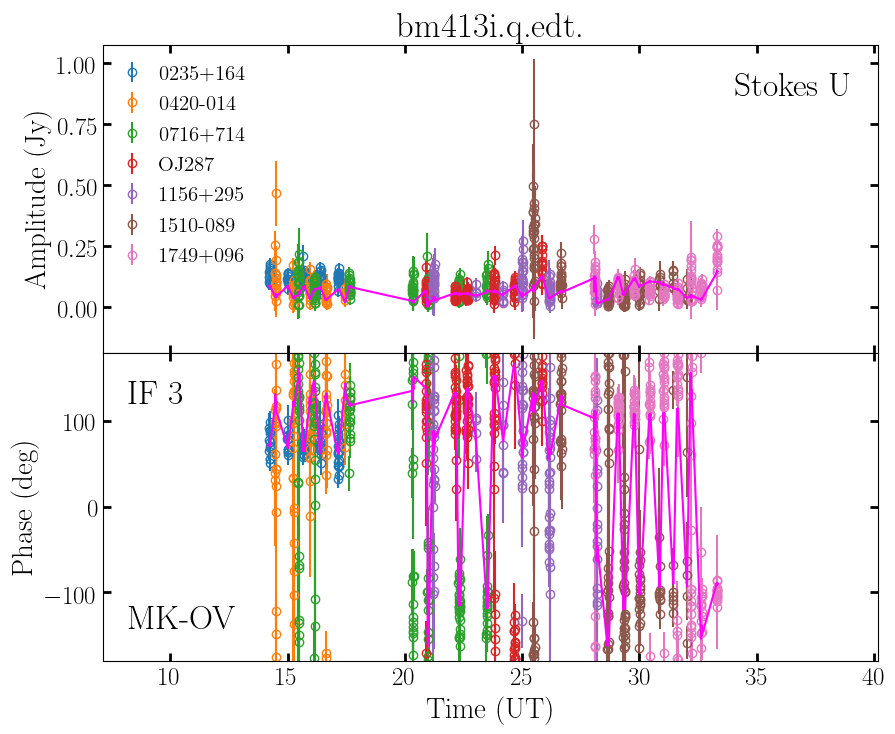 bm413i.q.edt.
Stokes U
0235+164
0420-014
0716+714
OJ287
1156+295
1510-089
1749+096
1.00
0.75
0.50
0.25
0.00
Amplitude (Jy)
IF 3
MK-OV
100
0
−100
Phase (deg)
10 15 20 25 30 35 40
Time (UT)